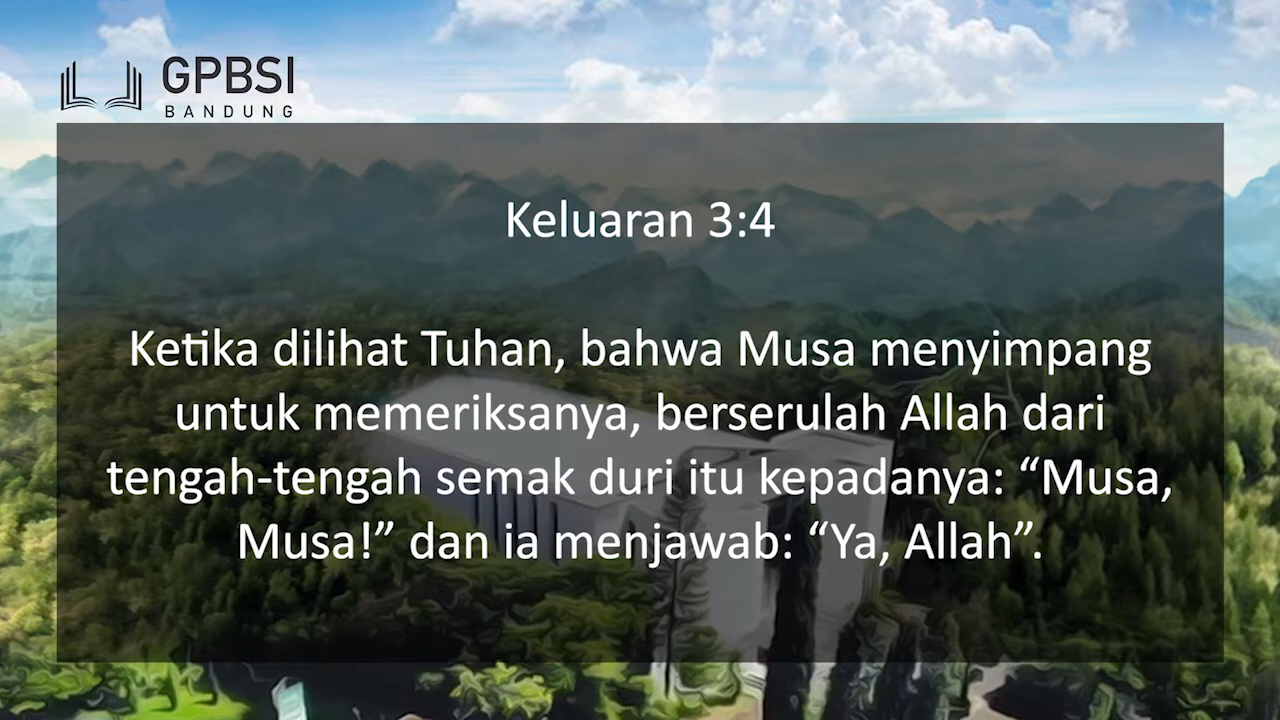 GPBSI
BANDUNG
Keluaran 3:4
Ketika dilihat Tuhan, bahwa Musa menyimpang
untuk memeriksanya, berserulah Allah dari
tengah-tengah semak duri itu kepadanya: “Musa,
Musa!” dan ia menjawab: “Ya, Allah”.